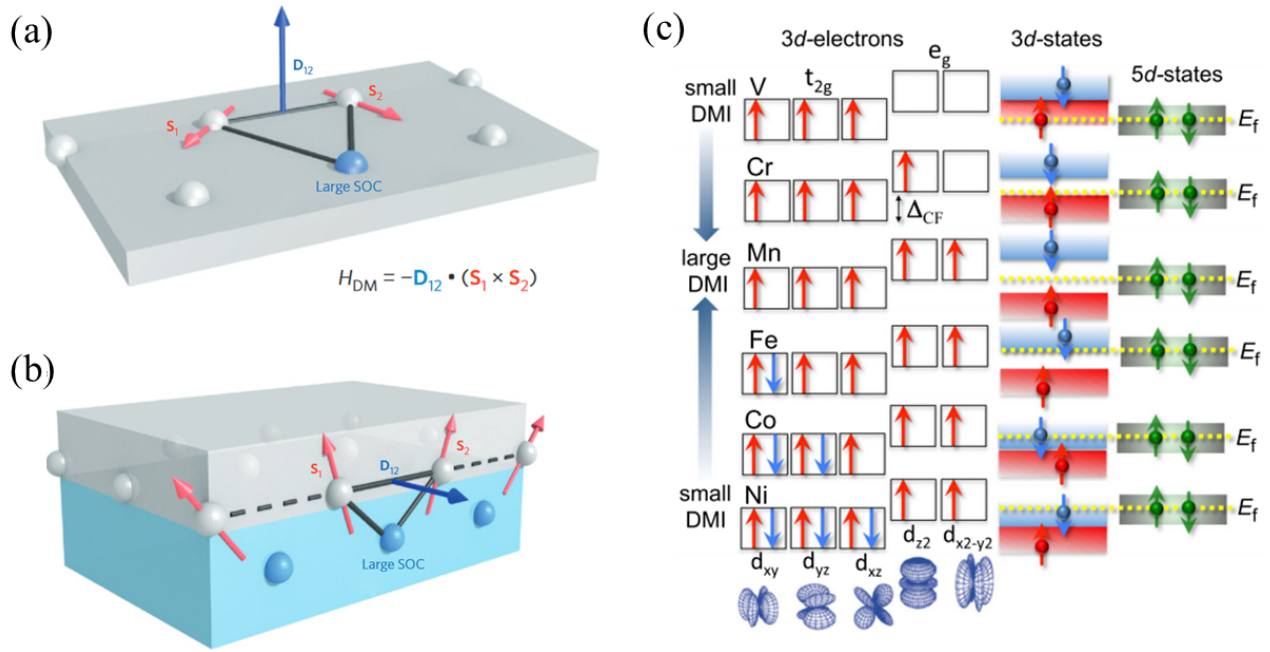 (a)
D12
S1
S2
Large SOC
HDM = −D12 • (S1 × S2)
(b)
S1
D12
S2
Large SOC
(c)
3d-electrons
3d-states
5d-states
eg
t2g
small
DMI
V
Ef
Cr
ΔCF
Ef
large
DMI
Mn
Ef
Fe
Ef
Co
Ef
small
DMI
Ni
Ef
dxy
dyz
dxz
dz2
dx2-y2